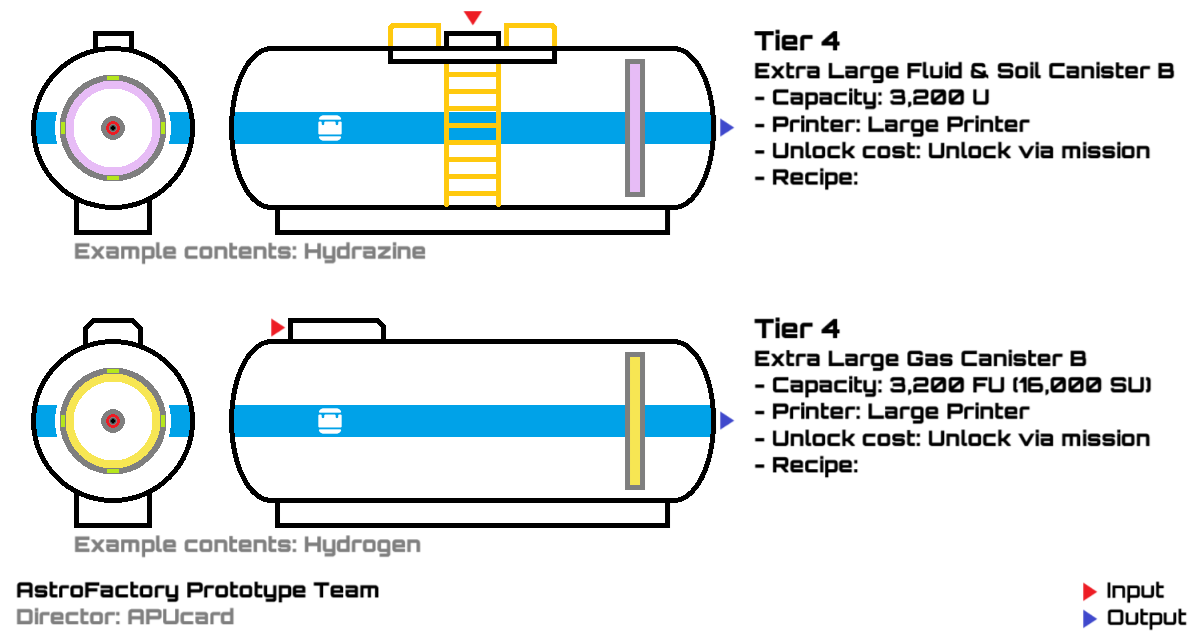 Tier 4
Extra Large Fluid & Soil Canister B
- Capacity: 3,200 U
- Printer: Large Printer
- Unlock cost: Unlock via mission
- Recipe:
Example contents: Hydrazine
Tier 4
Extra Large Gas Canister B
- Capacity: 3,200 FU (16,000 SU)
- Printer: Large Printer
- Unlock cost: Unlock via mission
- Recipe:
Example contents: Hydrogen
AstroFactory Prototype Team
Director: APUcard
Input
Output